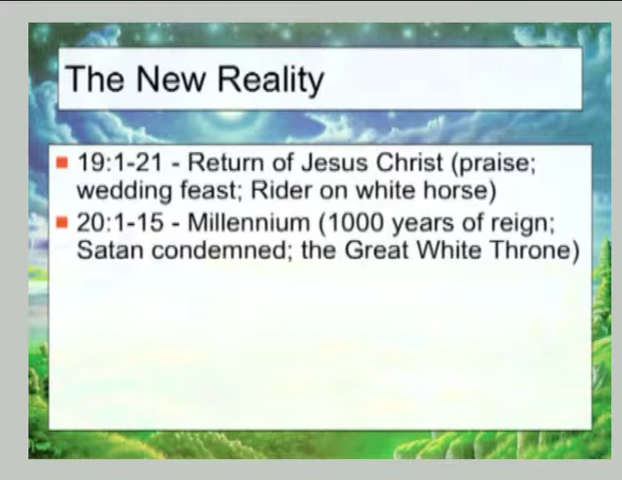 The New Reality
19:1-21 - Return of Jesus Christ (praise;
wedding feast; Rider on white horse)
20:1-15 - Millennium (1000 years of reign;
Satan condemned; the Great White Throne)